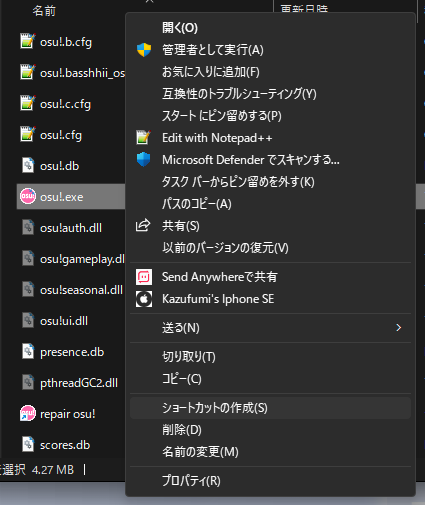 名前
更新日時
osu!.b.cfg
osu!.basshhii_os
osu!.c.cfg
osu!.cfg
osu!.db
osu!.exe
osu!auth.dll
osu!gameplay.dl
osu!seasonal.dll
osu!ui.dll
presence.db
pthreadGC2.dll
repair osu!
scores.db
を選択 4.27 MB
開く(O)
管理者として実行(A)
お気に入りに追加(F)
互換性のトラブルシューティング(Y)
スタート にピン留めする(P)
Edit with Notepad++
Microsoft Defender でスキャンする...
タスク バーからピン留めを外す(K)
パスのコピー(A)
共有(S)
以前のバージョンの復元(V)
Send Anywhereで共有
Kazufumi's Iphone SE
送る(N)
切り取り(T)
コピー(C)
ショートカットの作成(S)
削除(D)
名前の変更(M)
プロパティ(R)